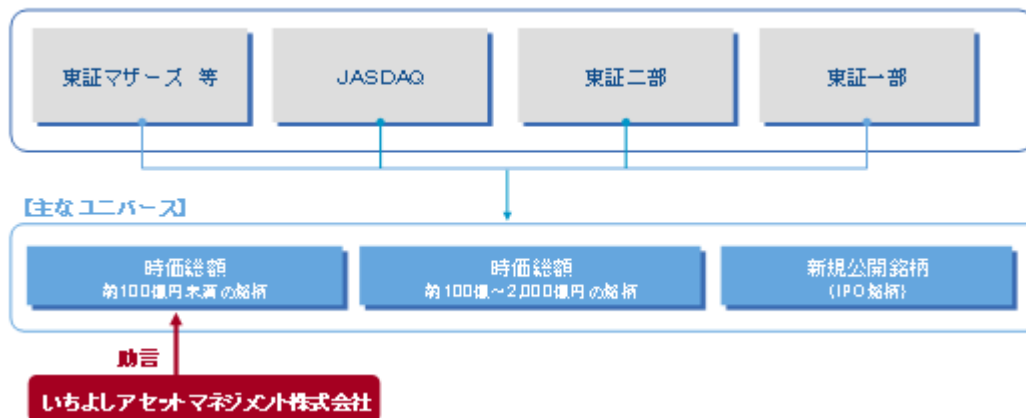 東証マザーズ 等
JASDAQ
東証二部
東証一部
【主なユニバース】
時価総額
約100億円未満の銘柄
時価総額
約100億～2,000億円の銘柄
新規公開銘柄
(IPO銘柄)
助言
いちよしアセットマネジメント株式会社